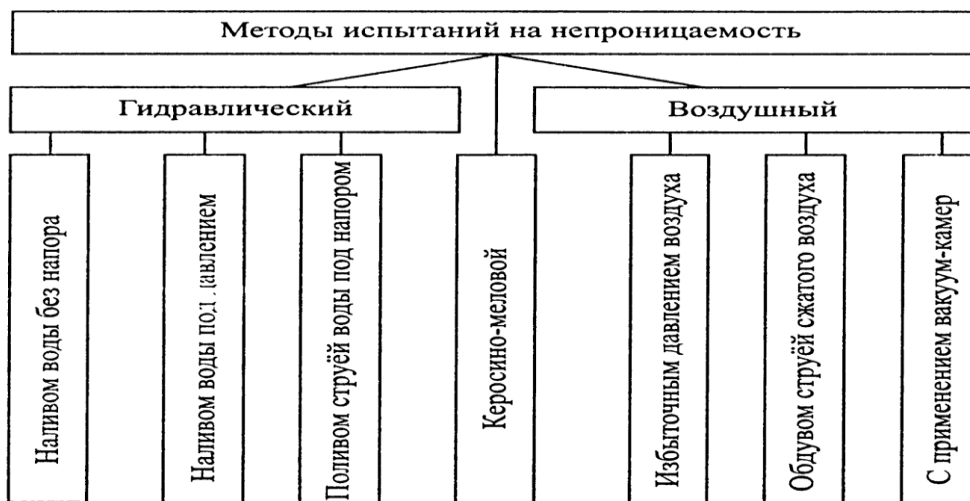 Методы испытаний на непроницаемость
Гидравлический
Воздушный
Наливом воды без напора
Наливом воды под давлением
Поливом струёй воды под напором
Керосино-меловой
Избыточным давлением воздуха
Обдувом струёй сжатого воздуха
С применением вакуум-камер